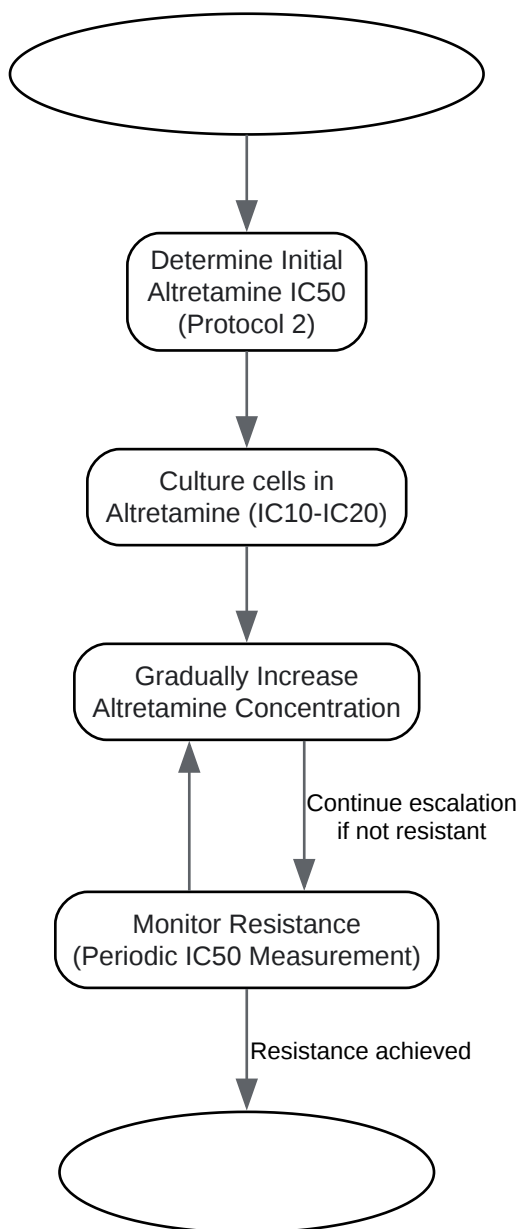 Determine Initial
Altretamine IC50
(Protocol 2)
Culture cells in
Altretamine (IC10-IC20)
Gradually Increase
Altretamine Concentration
Continue escalation
if not resistant
Monitor Resistance
(Periodic IC50 Measurement)
Resistance achieved